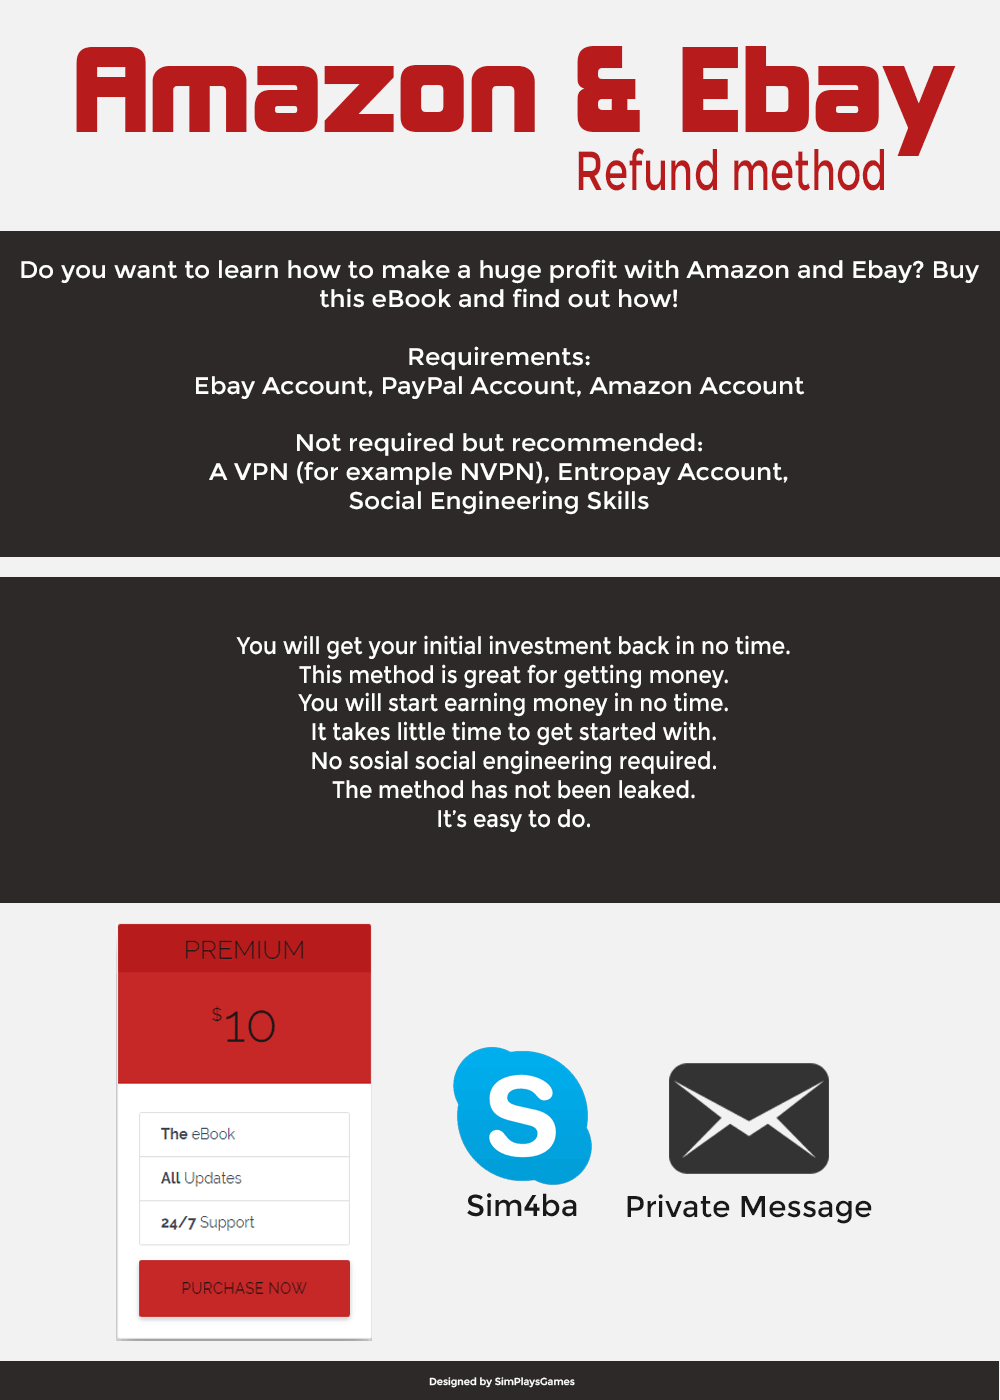 Amazon & Ebay
Refund method
Do you want to learn how to make a huge profit with Amazon and Ebay? Buy
this eBook and find out how!
Requirements:
Ebay Account, PayPal Account, Amazon Account
Not required but recommended:
A VPN (for example NVPN), Entropay Account,
Social Engineering Skills
You will get your initial investment back in no time.
This method is great for getting money.
You will start earning money in no time.
It takes little time to get started with.
No sosial social engineering required.
The method has not been leaked.
It's easy to do.
PREMIUM
$10
The eBook
All Updates
24/7 Support
PURCHASE NOW
S
Sim4ba
Private Message
Designed by SimPlaysGames